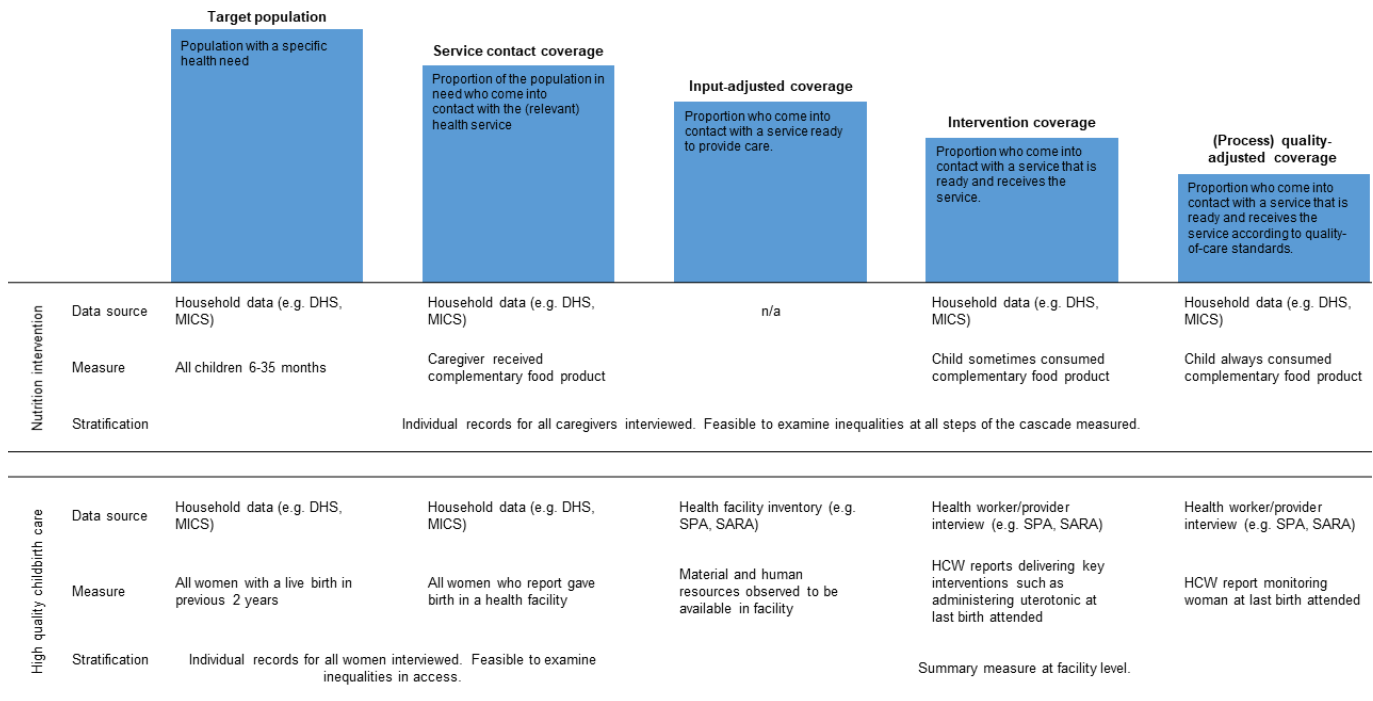 Target population
Population with a specific
health need
Service contact coverage
Proportion of the population in
need who come into
contact with the (relevant)
health service
Input-adjusted coverage
Proportion who come into
contact with a service ready
to provide care.
Intervention coverage
Proportion who come into
contact with a service that is
ready and receives the
service.
(Process) quality-
adjusted coverage
Proportion who come into
contact with a service that is
ready and receives the
service according to quality-
of-care standards.
Nutrition intervention
Data source
Household data (e.g. DHS,
MICS)
Household data (e.g. DHS,
MICS)
n/a
Household data (e.g. DHS,
MICS)
Household data (e.g. DHS,
MICS)
Measure
All children 6-35 months
Caregiver received
complementary food product
Child sometimes consumed
complementary food product
Child always consumed
complementary food product
Stratification
Individual records for all caregivers interviewed. Feasible to examine inequalities at all steps of the cascade measured.
High quality childbirth care
Data source
Household data (e.g. DHS,
MICS)
Household data (e.g. DHS,
MICS)
Health facility inventory (e.g.
SPA, SARA)
Health worker/provider
interview (e.g. SPA, SARA)
Health worker/provider
interview (e.g. SPA, SARA)
Measure
All women with a live birth in
previous 2 years
All women who report gave
birth in a health facility
Material and human
resources observed to be
available in facility
HCW reports delivering key
interventions such as
administering uterotonic at
last birth attended
HCW report monitoring
woman at last birth attended
Stratification
Individual records for all women interviewed. Feasible to examine
inequalities in access.
Summary measure at facility level.